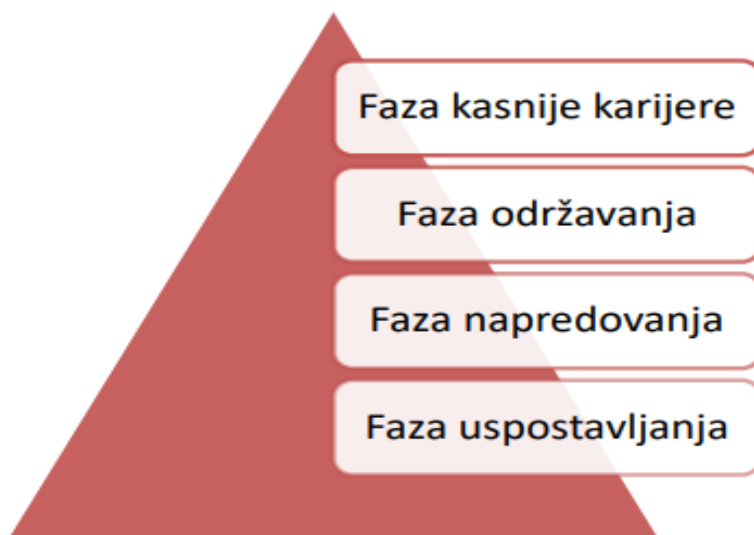 Faza kasnije karijere
Faza održavanja
Faza napredovanja
Faza uspostavljanja